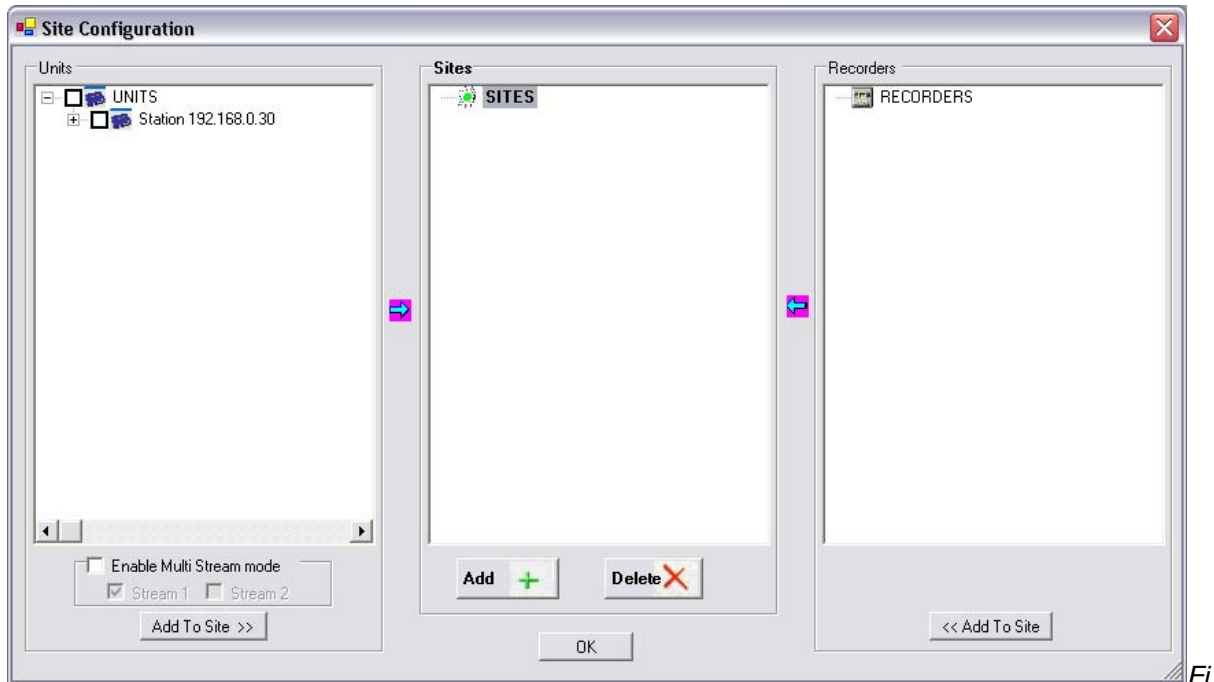 Site Configuration
Units
UNITS
Station 192.168.0.30
Enable Multi Stream mode
Stream 1 Stream 2
Add To Site >>
Sites
SITES
Add Delete
OK
Recorders
RECORDERS
<< Add To Site
Fi